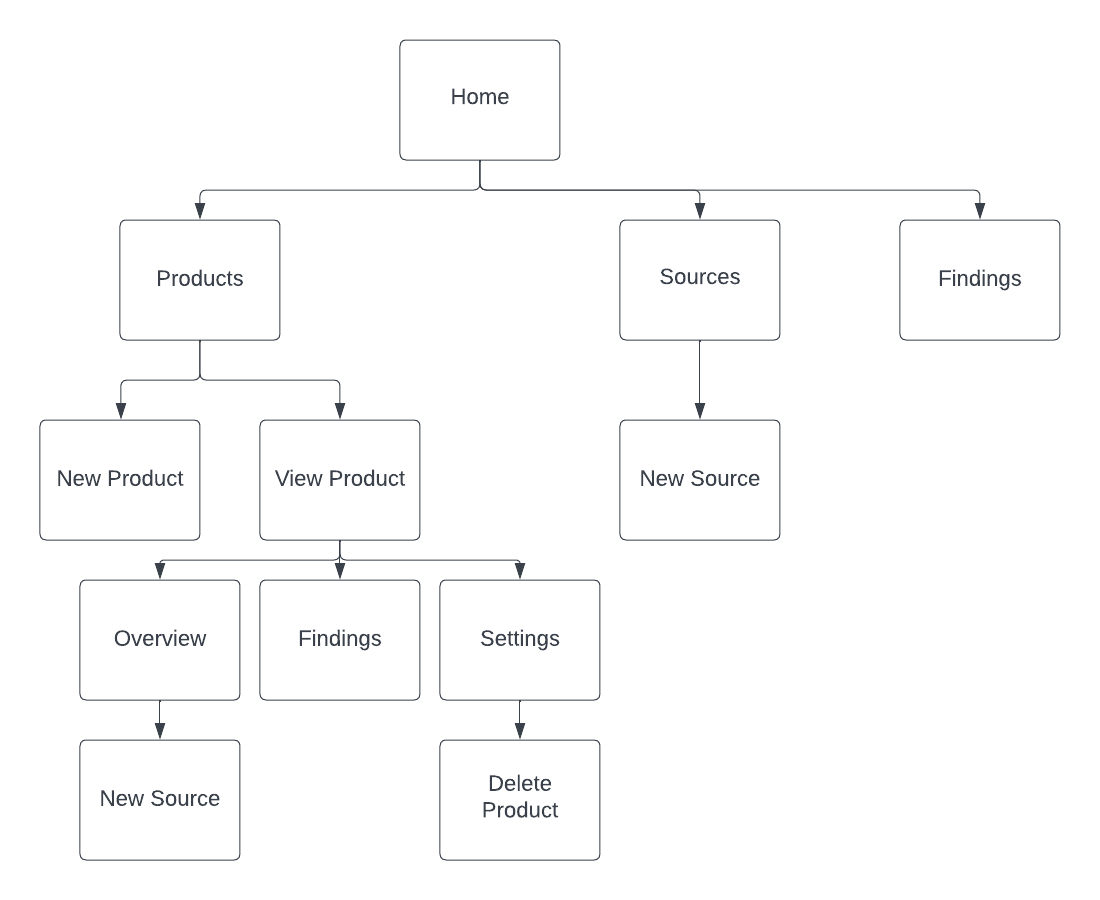 Home
Products
Sources
Findings
New Product
View Product
New Source
Overview
Findings
Settings
New Source
Delete
Product